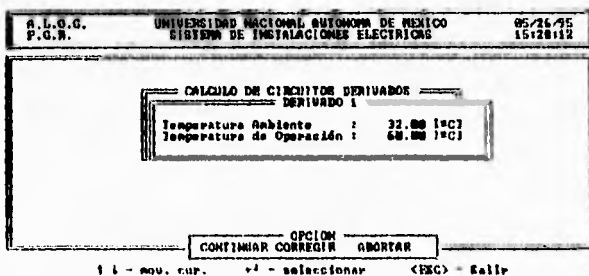 A.L.O.G. UNIVERSIDAD NACIONAL AUTONOMA DE MEXICO 05/26/95
P.G.R. SISTEMA DE INSTALACIONES ELECTRICAS 15:28:12
CALCULO DE CIRCUITOS DERIVADOS
DERIVADO 1
Temperatura Ambiente : 32.00 [°C]
Temperatura de Operación : 60.00 [°C]
OPCION
CONTINUAR CORREGIR ABORTAR
↑ ↓ - mov. cur. ↵ - seleccionar <ESC> - Salir